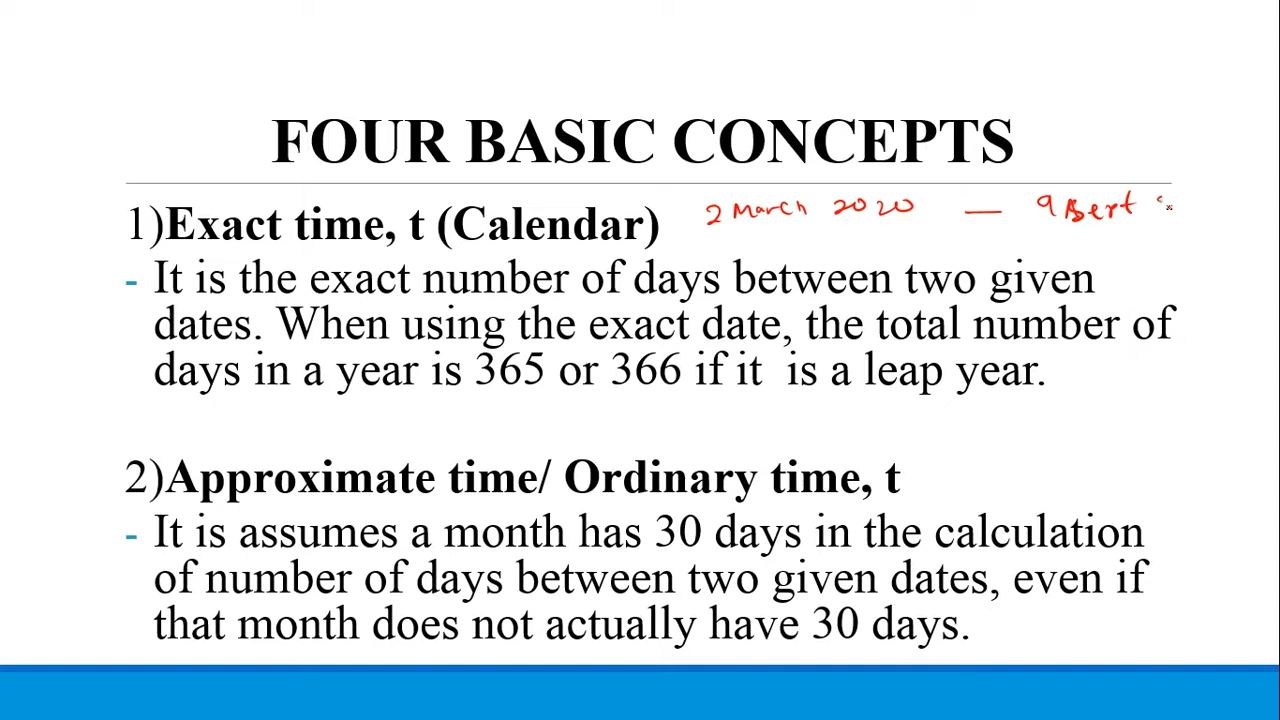 FOUR BASIC CONCEPTS
1)Exact time, t (Calendar) 2 March 2020 — 9
- It is the exact number of days between two given
dates. When using the exact date, the total number of
days in a year is 365 or 366 if it is a leap year.
2)Approximate time/ Ordinary time, t
- It is assumes a month has 30 days in the calculation
of number of days between two given dates, even if
that month does not actually have 30 days.